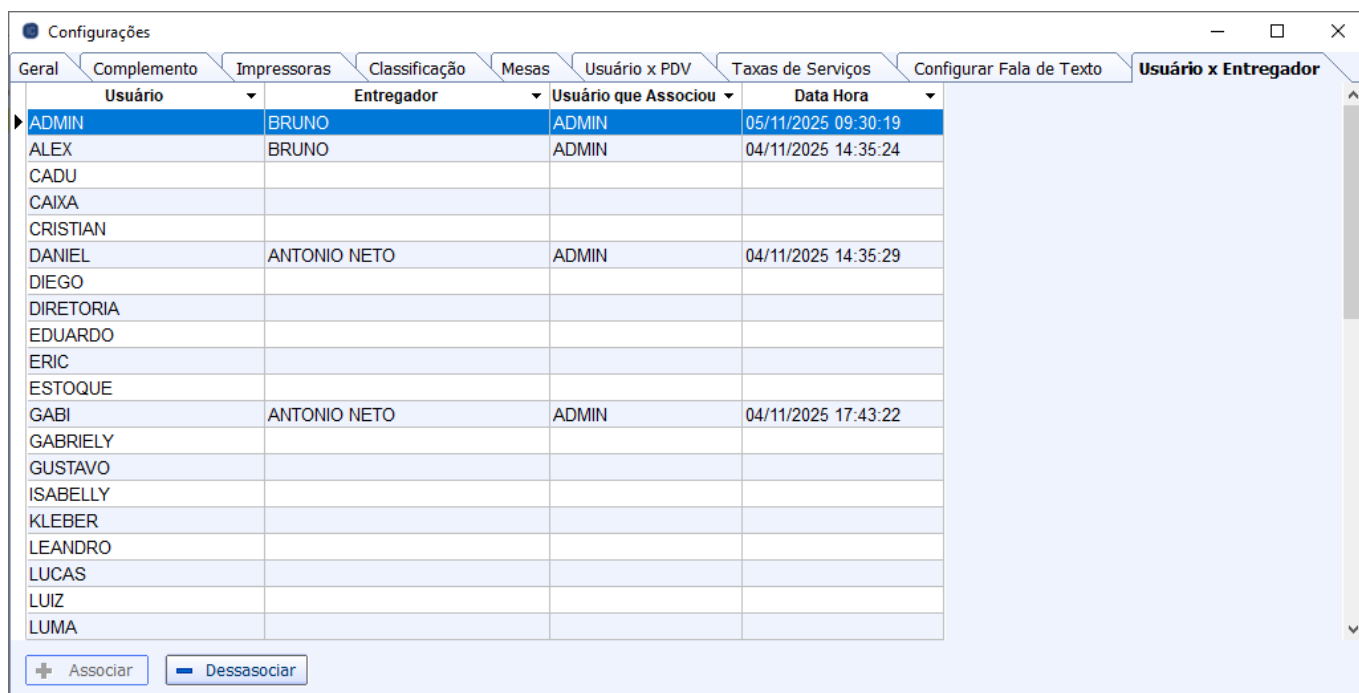 Configurações
Geral Complemento Impressoras Classificação Mesas Usuário x PDV Taxas de Serviços Configurar Fala de Texto Usuário x Entregador
Usuário Entregador Usuário que Associou Data Hora
ADMIN BRUNO ADMIN 05/11/2025 09:30:19
ALEX BRUNO ADMIN 04/11/2025 14:35:24
CADU
CAIXA
CRISTIAN
DANIEL ANTONIO NETO ADMIN 04/11/2025 14:35:29
DIEGO
DIRETORIA
EDUARDO
ERIC
ESTOQUE
GABI ANTONIO NETO ADMIN 04/11/2025 17:43:22
GABRIELY
GUSTAVO
ISABELLY
KLEBER
LEANDRO
LUCAS
LUIZ
LUMA
Associar Dessasociar